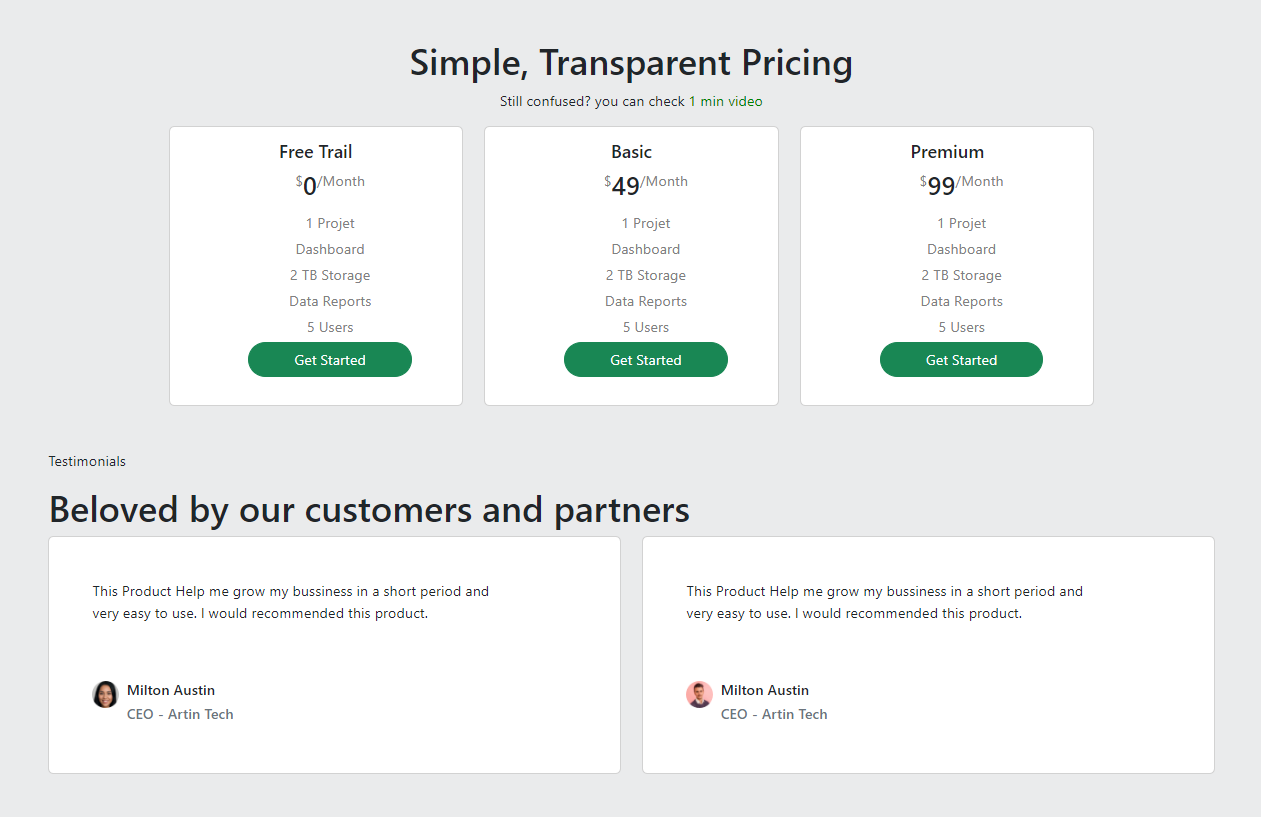 Simple, Transparent Pricing
Still confused? you can check 1 min video
Free Trail
$0/Month
1 Projet
Dashboard
2 TB Storage
Data Reports
5 Users
Get Started
Basic
$49/Month
1 Projet
Dashboard
2 TB Storage
Data Reports
5 Users
Get Started
Premium
$99/Month
1 Projet
Dashboard
2 TB Storage
Data Reports
5 Users
Get Started
Testimonials
Beloved by our customers and partners
This Product Help me grow my bussiness in a short period and
very easy to use. I would recommended this product.
Milton Austin
CEO - Artin Tech
This Product Help me grow my bussiness in a short period and
very easy to use. I would recommended this product.
Milton Austin
CEO - Artin Tech